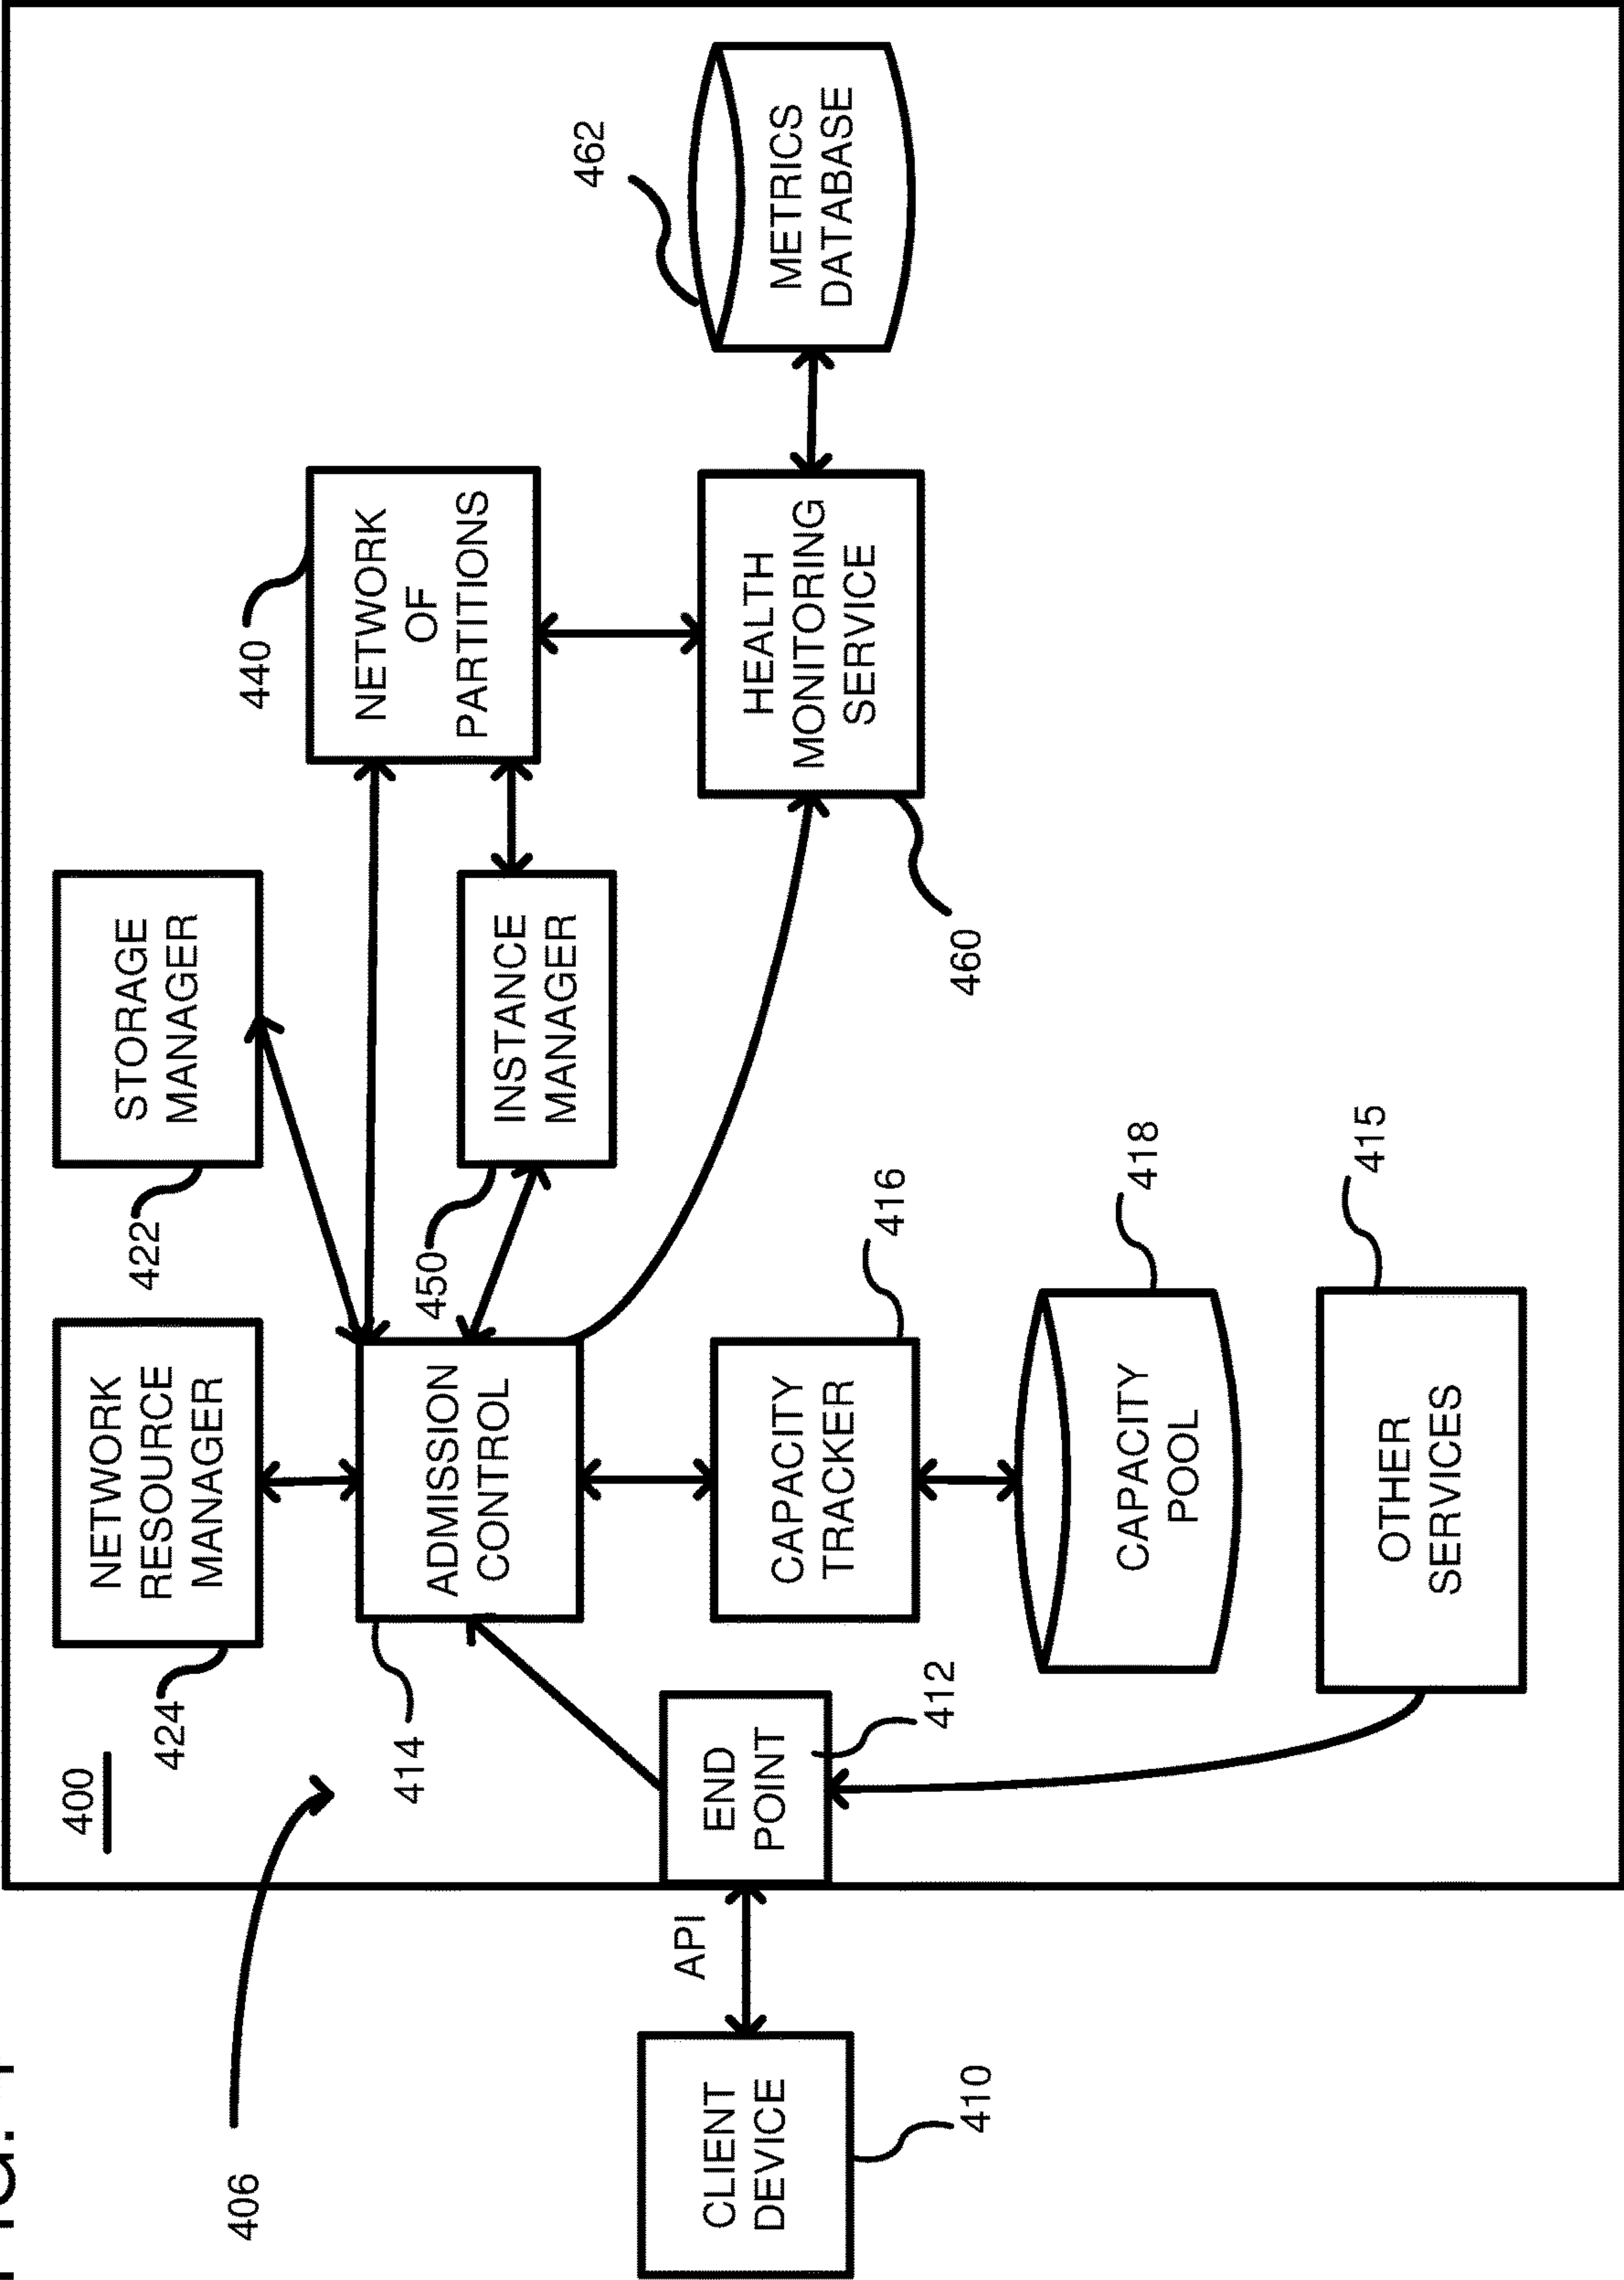 400
424
NETWORK
RESOURCE
MANAGER
422
STORAGE
MANAGER
406
414
ADMISSION
CONTROL
450
INSTANCE
MANAGER
440
NETWORK
OF
PARTITIONS
462
CLIENT
DEVICE
410
API
END
POINT
412
CAPACITY
TRACKER
416
HEALTH
MONITORING
SERVICE
460
METRICS
DATABASE
CAPACITY
POOL
418
OTHER
SERVICES
415